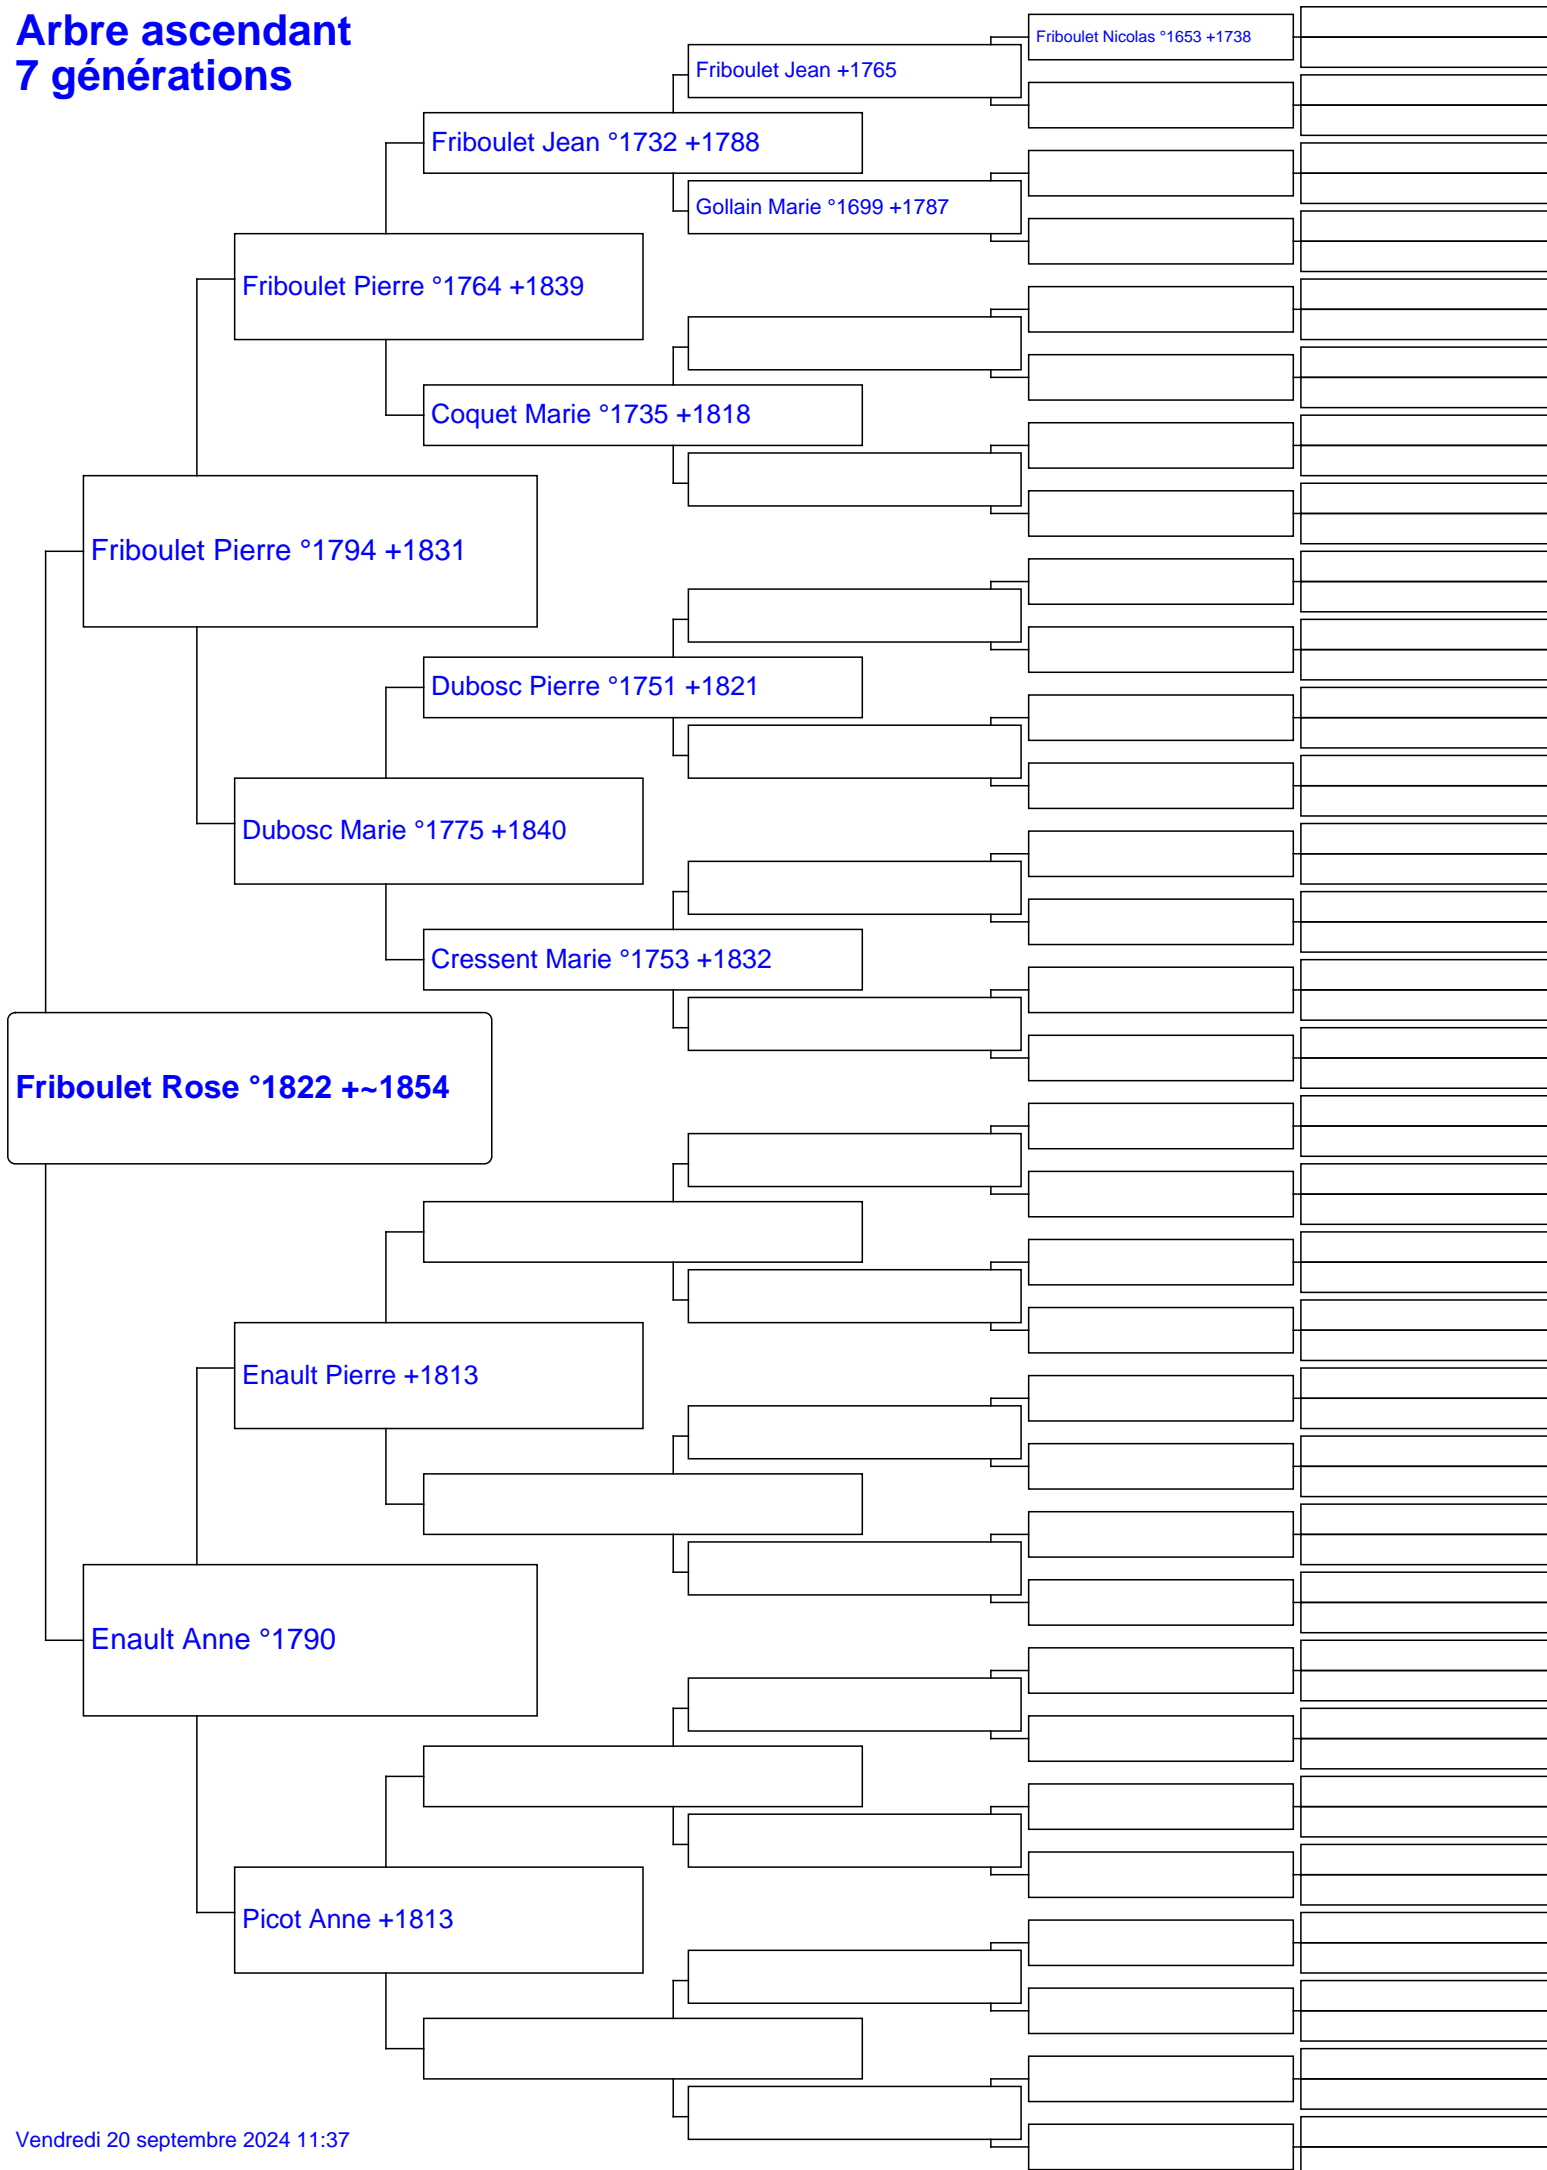 Arbre ascendant
7 générations
Friboulet Nicolas °1653 +1738
Friboulet Jean +1765
Friboulet Jean °1732 +1788
Gollain Marie °1699 +1787
Friboulet Pierre °1764 +1839
Coquet Marie °1735 +1818
Friboulet Pierre °1794 +1831
Dubosc Pierre °1751 +1821
Dubosc Marie °1775 +1840
Cressent Marie °1753 +1832
Friboulet Rose °1822 +~1854
Enault Pierre +1813
Enault Anne °1790
Picot Anne +1813
Vendredi 20 septembre 2024 11:37